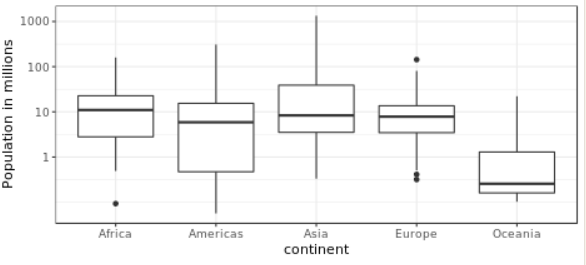 Population in millions
1000
100
10
1
Africa Americas Asia Europe Oceania
continent